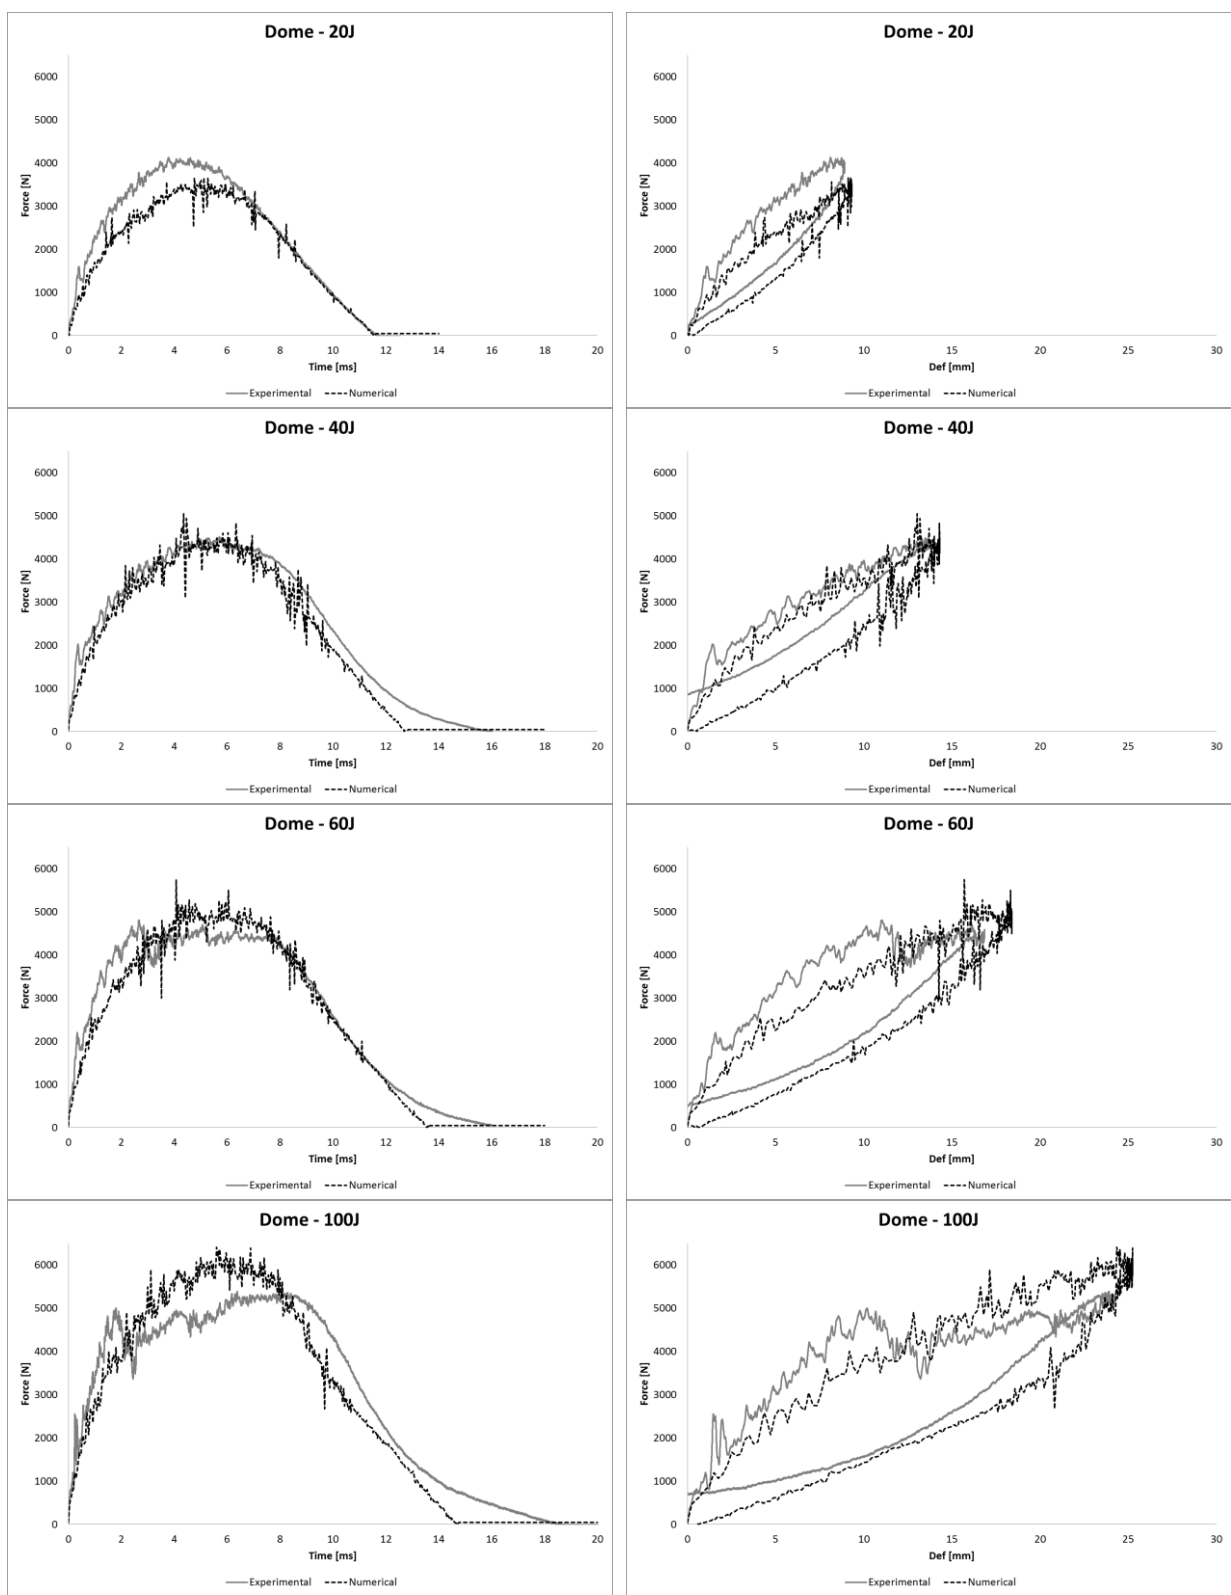 Dome - 20J
6000
5000
4000
3000
2000
1000
0
Force [N]
0 2 4 6 8 10 12 14 16 18 20
Time [ms]
Experimental Numerical
Dome - 20J
6000
5000
4000
3000
2000
1000
0
Force [N]
0 5 10 15 20 25 30
Def [mm]
Experimental Numerical
Dome - 40J
6000
5000
4000
3000
2000
1000
0
Force [N]
0 2 4 6 8 10 12 14 16 18 20
Time [ms]
Experimental Numerical
Dome - 40J
6000
5000
4000
3000
2000
1000
0
Force [N]
0 5 10 15 20 25 30
Def [mm]
Experimental Numerical
Dome - 60J
6000
5000
4000
3000
2000
1000
0
Force [N]
0 2 4 6 8 10 12 14 16 18 20
Time [ms]
Experimental Numerical
Dome - 60J
6000
5000
4000
3000
2000
1000
0
Force [N]
0 5 10 15 20 25 30
Def [mm]
Experimental Numerical
Dome - 100J
6000
5000
4000
3000
2000
1000
0
Force [N]
0 2 4 6 8 10 12 14 16 18 20
Time [ms]
Experimental Numerical
Dome - 100J
6000
5000
4000
3000
2000
1000
0
Force [N]
0 5 10 15 20 25 30
Def [mm]
Experimental Numerical